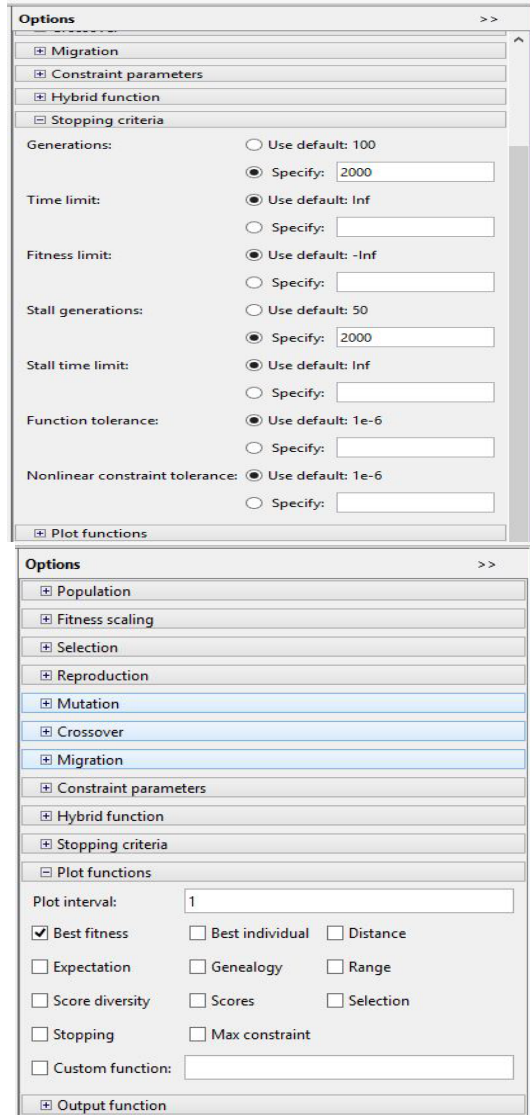 Options >>
Migration
Constraint parameters
Hybrid function
Stopping criteria
Generations: Use default: 100
Specify: 2000
Time limit: Use default: Inf
Specify:
Fitness limit: Use default: -Inf
Specify:
Stall generations: Use default: 50
Specify: 2000
Stall time limit: Use default: Inf
Specify:
Function tolerance: Use default: 1e-6
Specify:
Nonlinear constraint tolerance: Use default: 1e-6
Specify:
Plot functions
Options >>
Population
Fitness scaling
Selection
Reproduction
Mutation
Crossover
Migration
Constraint parameters
Hybrid function
Stopping criteria
Plot functions
Plot interval: 1
Best fitness Best individual Distance
Expectation Genealogy Range
Score diversity Scores Selection
Stopping Max constraint
Custom function:
Output function